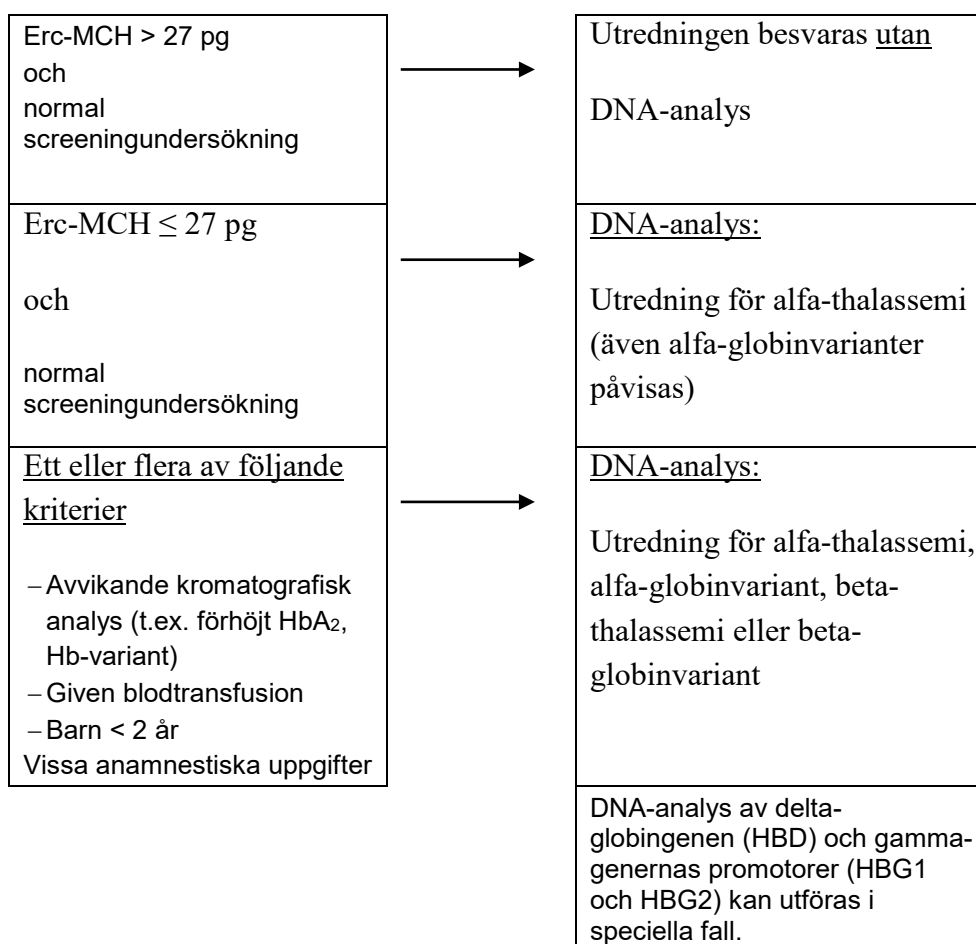 Erc-MCH > 27 pg
och
normal
screeningundersökning
Utredningen besvaras utan
DNA-analys
Erc-MCH ≤ 27 pg
och
normal
screeningundersökning
DNA-analys:
Utredning för alfa-thalassemi
(även alfa-globinvarianter
påvisas)
Ett eller flera av följande
kriterier
– Avvikande kromatografisk
analys (t.ex. förhöjt HbA2,
Hb-variant)
– Given blodtransfusion
– Barn < 2 år
Vissa anamnestiska uppgifter
DNA-analys:
Utredning för alfa-thalassemi,
alfa-globinvariant, beta-
thalassemi eller beta-
globinvariant
DNA-analys av delta-
globingenen (HBD) och gamma-
genernas promotorer (HBG1
och HBG2) kan utföras i
speciella fall.